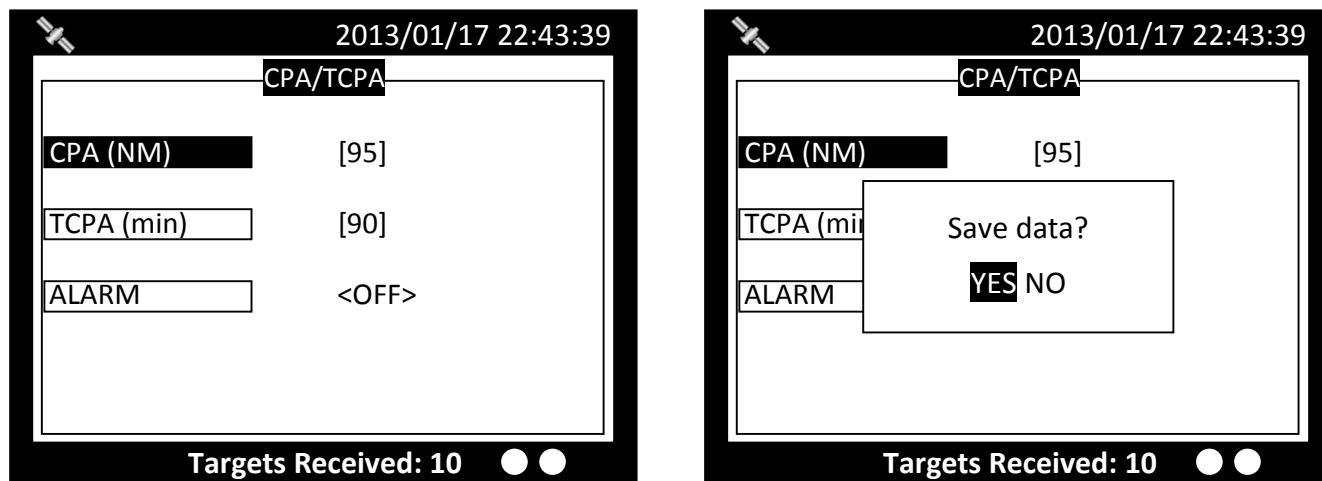 2013/01/17 22:43:39
CPA/TCPA
CPA (NM) [95]
TCPA (min) [90]
ALARM <OFF>
Targets Received: 10
2013/01/17 22:43:39
CPA/TCPA
CPA (NM) [95]
TCPA (mi
Save data?
ALARM
YES NO
Targets Received: 10